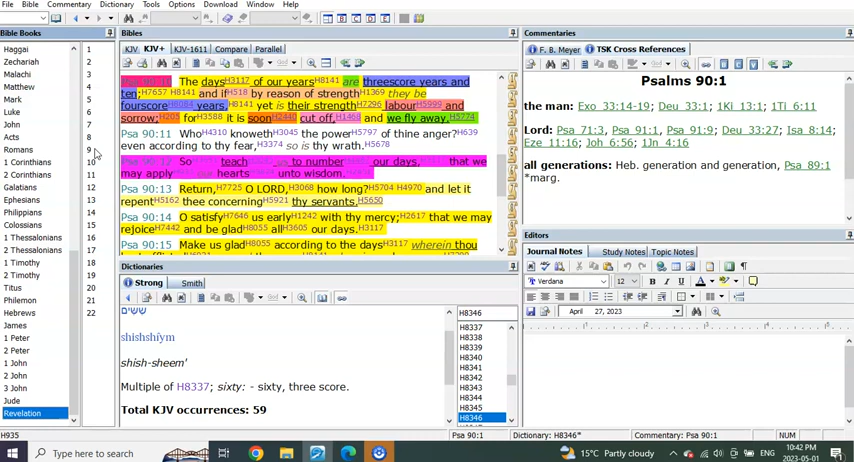 File View Bible Commentary Dictionary Tools Options Download Window Help
Bible Books
Haggai
Zechariah
Malachi
Matthew
Mark
Luke
John
Acts
Romans
1 Corinthians
2 Corinthians
Galatians
Ephesians
Philippians
Colossians
1 Thessalonians
2 Thessalonians
1 Timothy
2 Timothy
Titus
Philemon
Hebrews
James
1 Peter
2 Peter
1 John
2 John
3 John
Jude
Revelation
1
2
3
4
5
6
7
8
9
10
11
12
13
14
15
16
17
18
19
20
21
22
Bibles
KJV KJV+ KJV-1611 Compare Parallel
Psa 90:10 The days H3117 of our years H8141 are threescore years and
ten; H7657 and if H518 by reason of strength H1369 they be
fourscore H8084 years, H8141 yet is their strength H7296 labour H5999 and
sorrow; H205 for H3588 it is soon H2440 cut off, H1468 and we fly away. H5774
Psa 90:11 Who H4310 knoweth H3045 the power H5797 of thine anger? H639
even according to thy fear, H3374 so is thy wrath. H5678
Psa 90:12 So teach us to number our days, that we
may apply our hearts unto wisdom.
Psa 90:13 Return, H7725 O LORD, H3068 how long? H5704 H4970 and let it
repent H5162 thee concerning H5921 thy servants. H5650
Psa 90:14 O satisfy H7646 us early H1242 with thy mercy; H2617 that we may
rejoice H7442 and be glad H8055 all H3605 our days. H3117
Psa 90:15 Make us glad H8055 according to the days H3117 wherein thou
Dictionaries
Strong Smith
ששׁים
shishshîym
shish-sheem'
Multiple of H8337; sixty: - sixty, three score.
Total KJV occurrences: 59
H8346
H8337
H8338
H8339
H8340
H8341
H8342
H8343
H8344
H8345
H8346
Commentaries
F. B. Meyer TSK Cross References
Psalms 90:1
the man: Exo 33:14-19; Deu 33:1; 1Ki 13:1; 1Ti 6:11
Lord: Psa 71:3, Psa 91:1, Psa 91:9; Deu 33:27; Isa 8:14;
Eze 11:16; Joh 6:56; 1Jn 4:16
all generations: Heb. generation and generation, Psa 89:1
*marg.
Editors
Journal Notes Study Notes Topic Notes
Verdana 12 B I U A
April 27, 2023
H935 Psa 90:1 Dictionary: H8346* Commentary: Psa 90:1 NUM
Type here to search 15°C Partly cloudy ENG 10:42 PM 2023-05-01